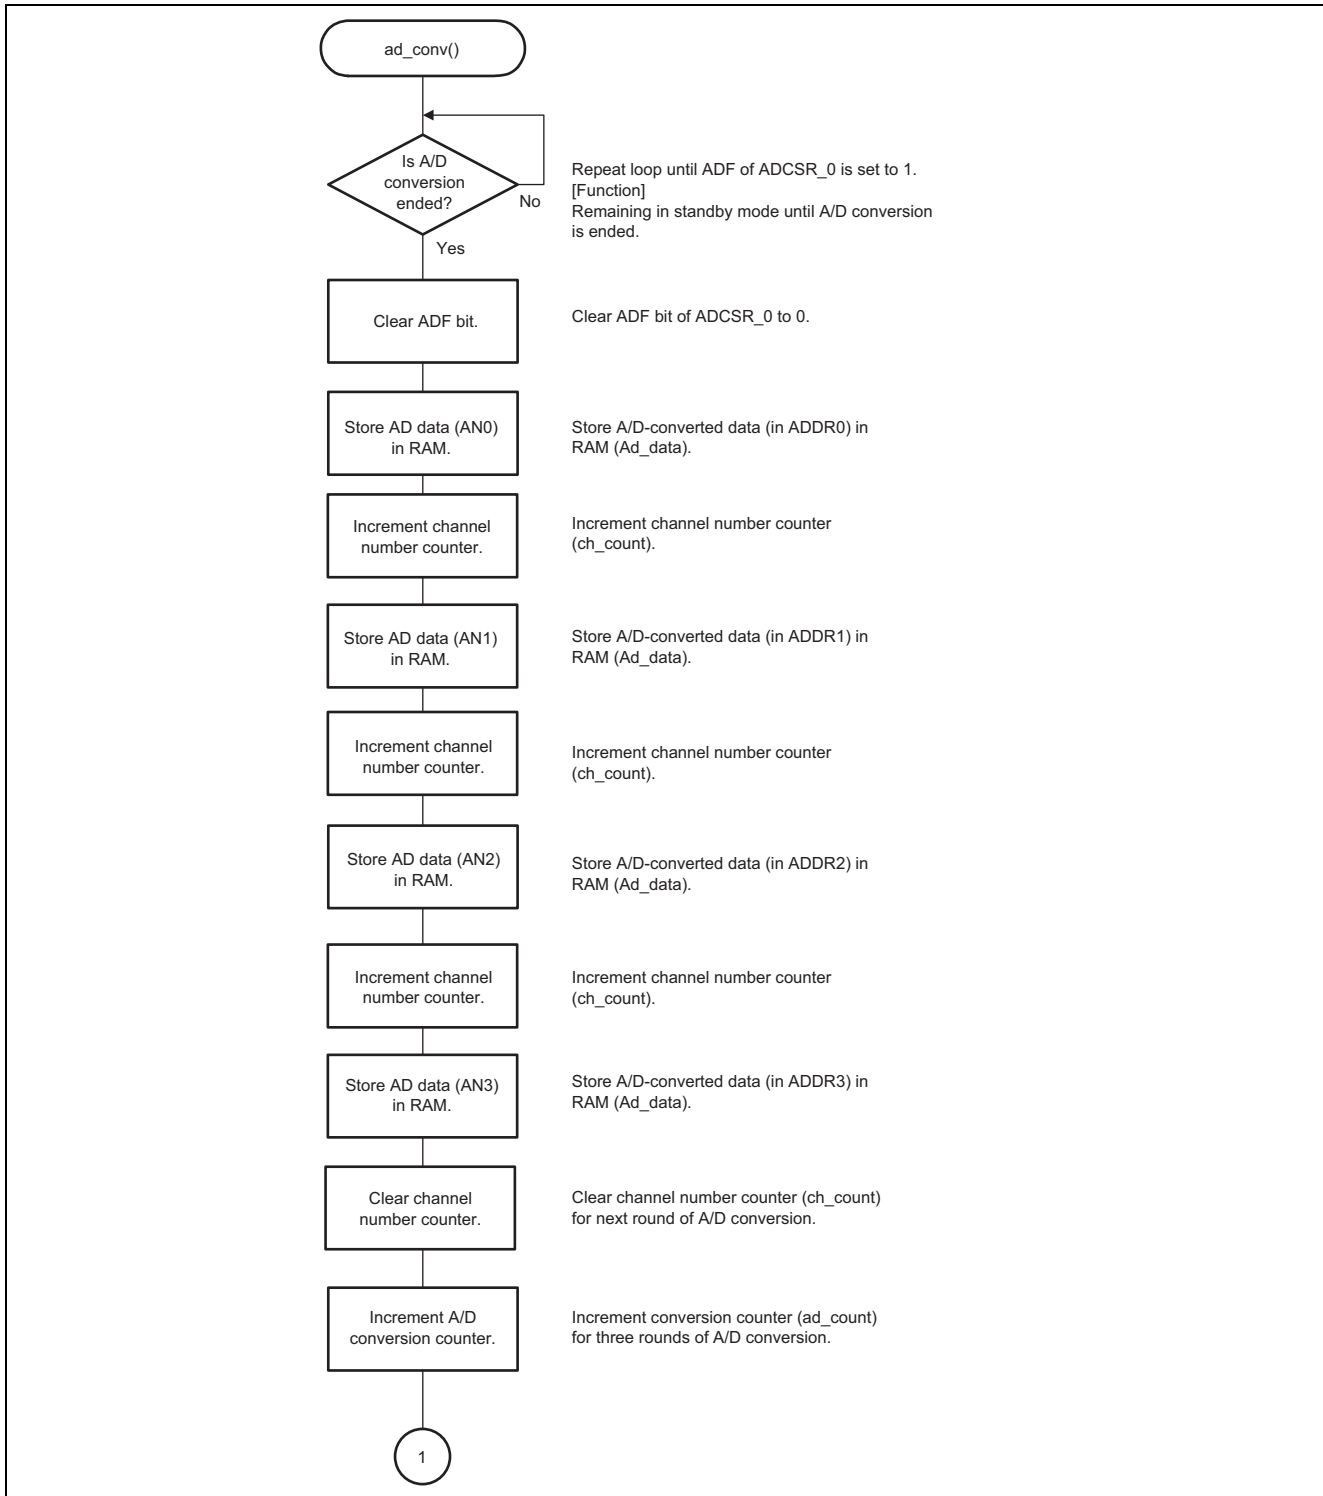 ad_conv()
Is A/D
conversion
ended?
No
Yes
Repeat loop until ADF of ADCSR_0 is set to 1.
[Function]
Remaining in standby mode until A/D conversion
is ended.
Clear ADF bit.
Clear ADF bit of ADCSR_0 to 0.
Store AD data (AN0)
in RAM.
Store A/D-converted data (in ADDR0) in
RAM (Ad_data).
Increment channel
number counter.
Increment channel number counter
(ch_count).
Store AD data (AN1)
in RAM.
Store A/D-converted data (in ADDR1) in
RAM (Ad_data).
Increment channel
number counter.
Increment channel number counter
(ch_count).
Store AD data (AN2)
in RAM.
Store A/D-converted data (in ADDR2) in
RAM (Ad_data).
Increment channel
number counter.
Increment channel number counter
(ch_count).
Store AD data (AN3)
in RAM.
Store A/D-converted data (in ADDR3) in
RAM (Ad_data).
Clear channel
number counter.
Clear channel number counter (ch_count)
for next round of A/D conversion.
Increment A/D
conversion counter.
Increment conversion counter (ad_count)
for three rounds of A/D conversion.
1